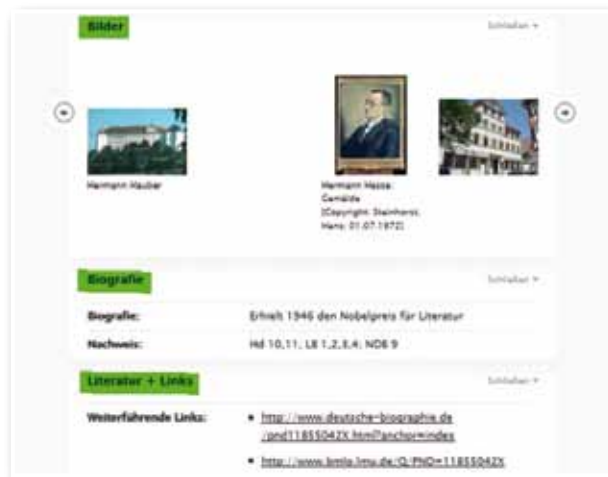 Bilder
Schließen
Hermann Hauber
Hermann Hesse:
Gemälde
[Copyright: Steinhorst,
Hans: 01.07.1972]
Biografie
Schließen
Biografie: Erhielt 1946 den Nobelpreis für Literatur
Nachweis: Hd 10,11; LB 1,2,3,4; NDB 9
Literatur + Links
Schließen
Weiterführende Links: • http://www.deutsche-biographie.de
/pnd11855042X.html?anchor=index
• http://www.bmlo.lmu.de/Q/PND=11855042X